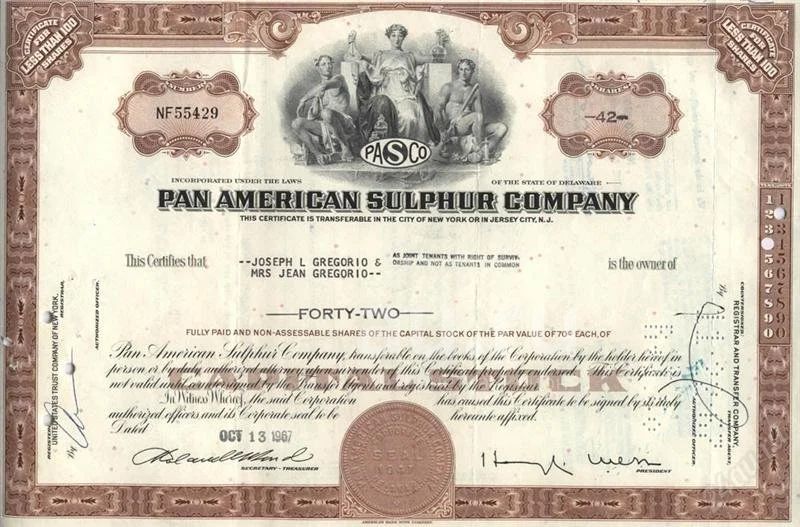 CERTIFICATE FOR LESS THAN 100 SHARES
CERTIFICATE FOR LESS THAN 100 SHARES
NUMBER
NF55429
SHARES
-42-
PASCO
INCORPORATED UNDER THE LAWS OF THE STATE OF DELAWARE
PAN AMERICAN SULPHUR COMPANY
THIS CERTIFICATE IS TRANSFERABLE IN THE CITY OF NEW YORK OR IN JERSEY CITY, N. J.
This Certifies that --JOSEPH L GREGORIO & AS JOINT TENANTS WITH RIGHT OF SURVIV- is the owner of
MRS JEAN GREGORIO-- ORSHIP AND NOT AS TENANTS IN COMMON
FORTY-TWO
FULLY PAID AND NON-ASSESSABLE SHARES OF THE CAPITAL STOCK OF THE PAR VALUE OF 70¢ EACH, OF
Pan American Sulphur Company, transferable on the books of the Corporation by the holder hereof in
person or by duly authorized attorney upon surrender of this Certificate properly endorsed. This Certificate is
not valid until countersigned by the Transfer Agent and registered by the Registrar.
In Witness Whereof, the said Corporation has caused this Certificate to be signed by its duly
authorized officers and its Corporate seal to be hereunto affixed.
Dated
OCT 13 1967
SECRETARY-TREASURER
PRESIDENT
REGISTERED:
UNITED STATES TRUST COMPANY OF NEW YORK,
REGISTRAR,
By
AUTHORIZED OFFICER.
COUNTERSIGNED:
REGISTRAR AND TRANSFER COMPANY
TRANSFER AGENT,
By
AUTHORIZED OFFICER.
1 2 3 4 5 6 7 8 9 0
AMERICAN BANK NOTE COMPANY.